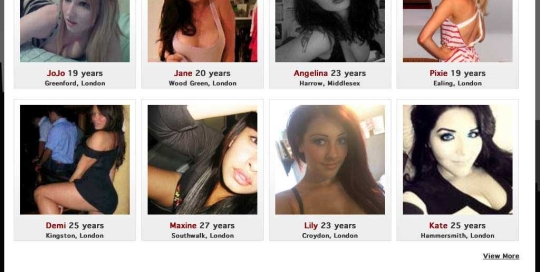 JoJo 19 years
Greenford, London
Jane 20 years
Wood Green, London
Angelina 23 years
Harrow, Middlesex
Pixie 19 years
Ealing, London
Demi 25 years
Kingston, London
Maxine 27 years
Southwalk, London
Lily 23 years
Croydon, London
Kate 25 years
Hammersmith, London
View More